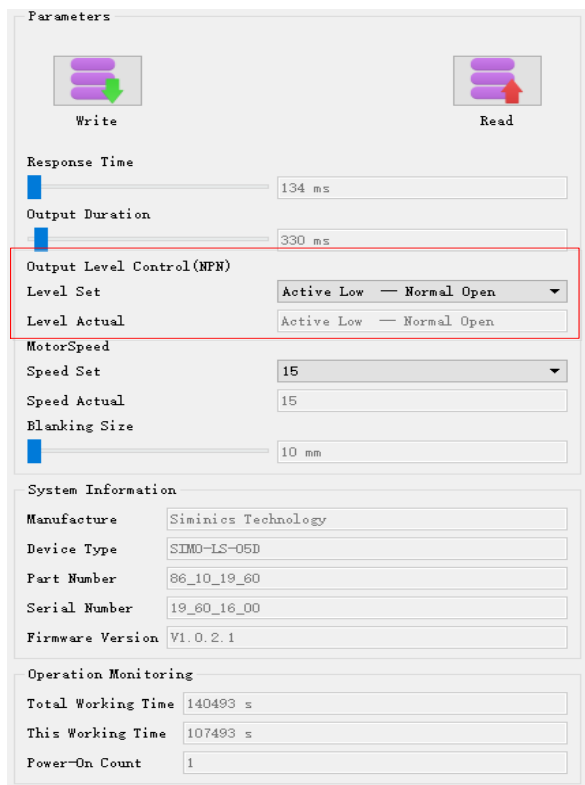 Parameters
Write
Read
Response Time
134 ms
Output Duration
330 ms
Output Level Control(NPN)
Level Set Active Low — Normal Open
Level Actual Active Low — Normal Open
MotorSpeed
Speed Set 15
Speed Actual 15
Blanking Size
10 mm
System Information
Manufacture Siminics Technology
Device Type SIMO-LS-05D
Part Number 86_10_19_60
Serial Number 19_60_16_00
Firmware Version V1.0.2.1
Operation Monitoring
Total Working Time 140493 s
This Working Time 107493 s
Power-On Count 1